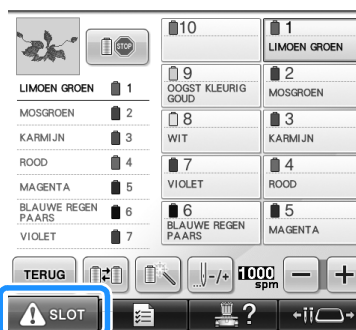 10
1
LIMOEN GROEN
STOP
LIMOEN GROEN 1
MOSGROEN 2
KARMIJN 3
ROOD 4
MAGENTA 5
BLAUWE REGEN
PAARS 6
VIOLET 7
9
OOGST KLEURIG
GOUD
2
MOSGROEN
8
WIT
3
KARMIJN
7
VIOLET
4
ROOD
6
BLAUWE REGEN
PAARS
5
MAGENTA
TERUG
-/+
1000
spm
- +
SLOT
?